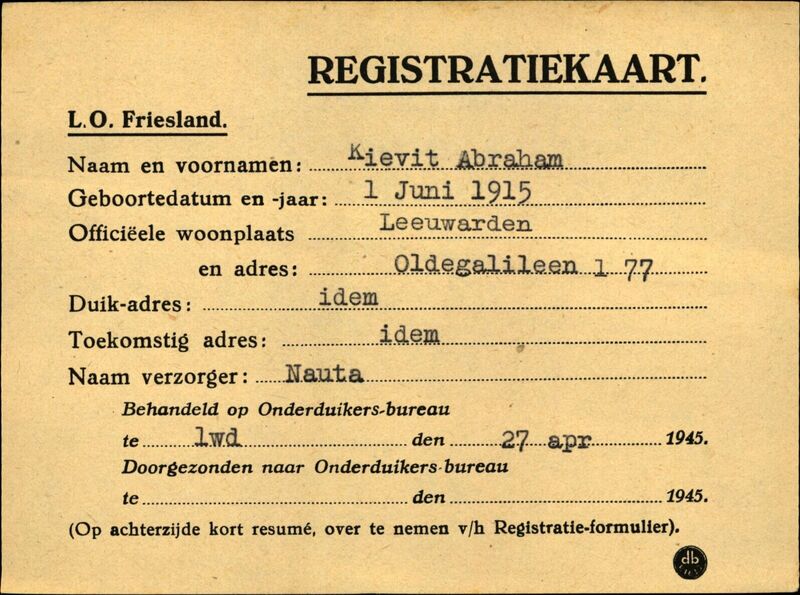 REGISTRATIEKAART.
L.O. Friesland.
Naam en voornamen: Kievit Abraham
Geboortedatum en -jaar: 1 Juni 1915
Officiëele woonplaats Leeuwarden
en adres: Oldegalileen 1 77
Duik-adres: idem
Toekomstig adres: idem
Naam verzorger: Nauta
Behandeld op Onderduikers-bureau
te lwd den 27 apr 1945.
Doorgezonden naar Onderduikers-bureau
te den 1945.
(Op achterzijde kort resumé, over te nemen v/h Registratie-formulier).
db